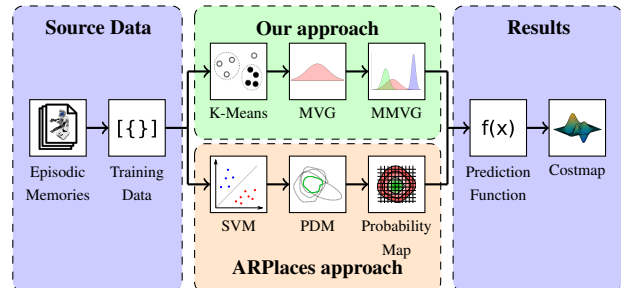 Source Data
Our approach
Results
K-Means
MVG
MMVG
[{}]
f(x)
Episodic
Memories
Training
Data
Prediction
Function
Costmap
SVM
PDM
Probability
Map
ARPlaces approach